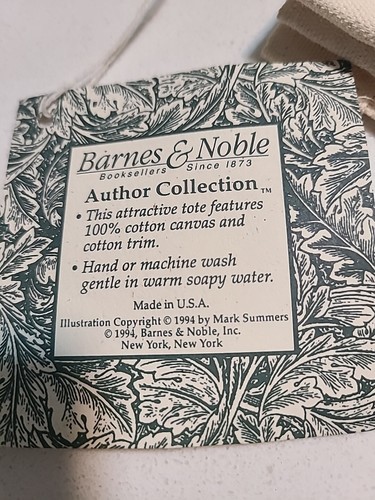 Barnes & Noble
Booksellers Since 1873
Author Collection™
• This attractive tote features
100% cotton canvas and
cotton trim.
• Hand or machine wash
gentle in warm soapy water.
Made in U.S.A.
Illustration Copyright © 1994 by Mark Summers
© 1994, Barnes & Noble, Inc.
New York, New York